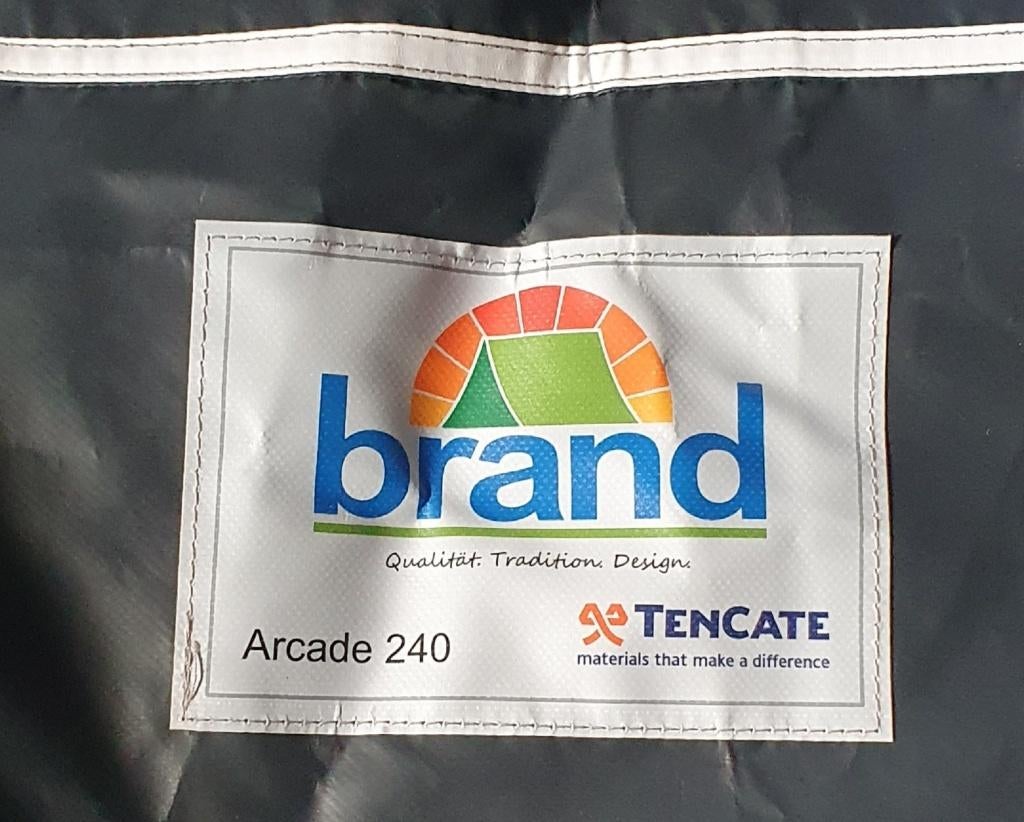 brand
Qualität. Tradition. Design.
Arcade 240
TENCATE
materials that make a difference